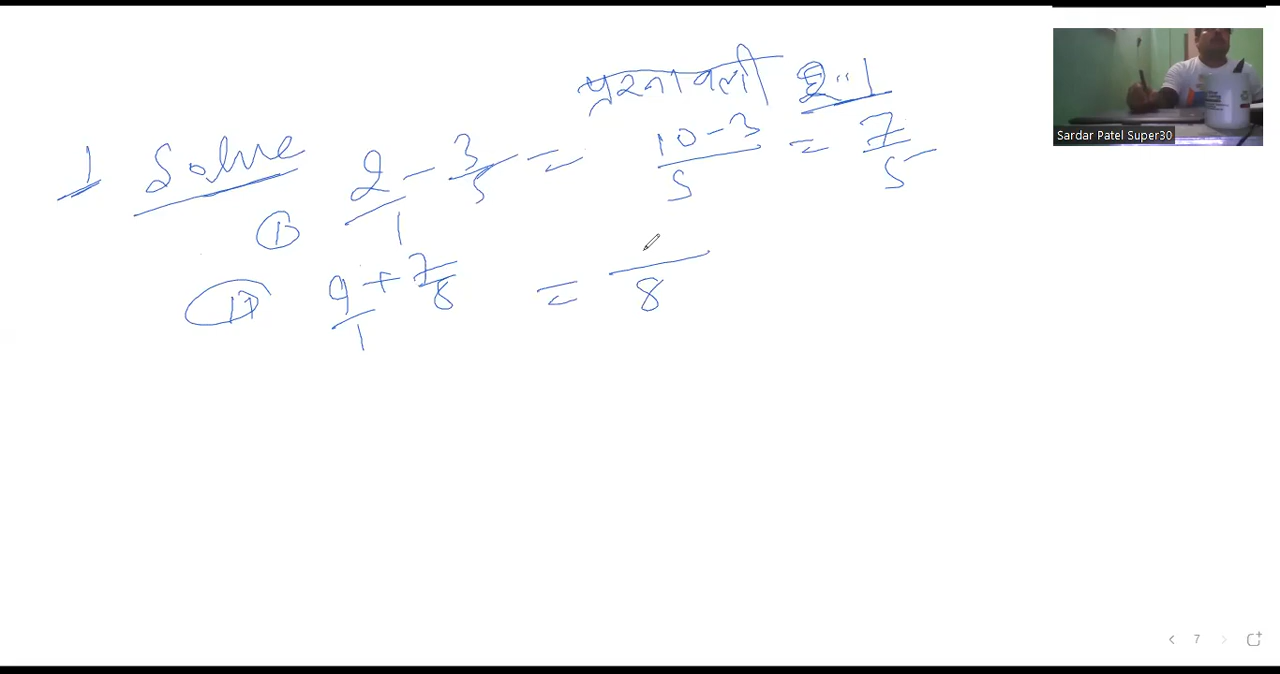 प्रश्नावली 2.1
1 Solve
① 2/1 - 3/5 = 10-3/5 = 7/5
ⅱ 9/1 + 7/8 = /8
Sardar Patel Super30
7